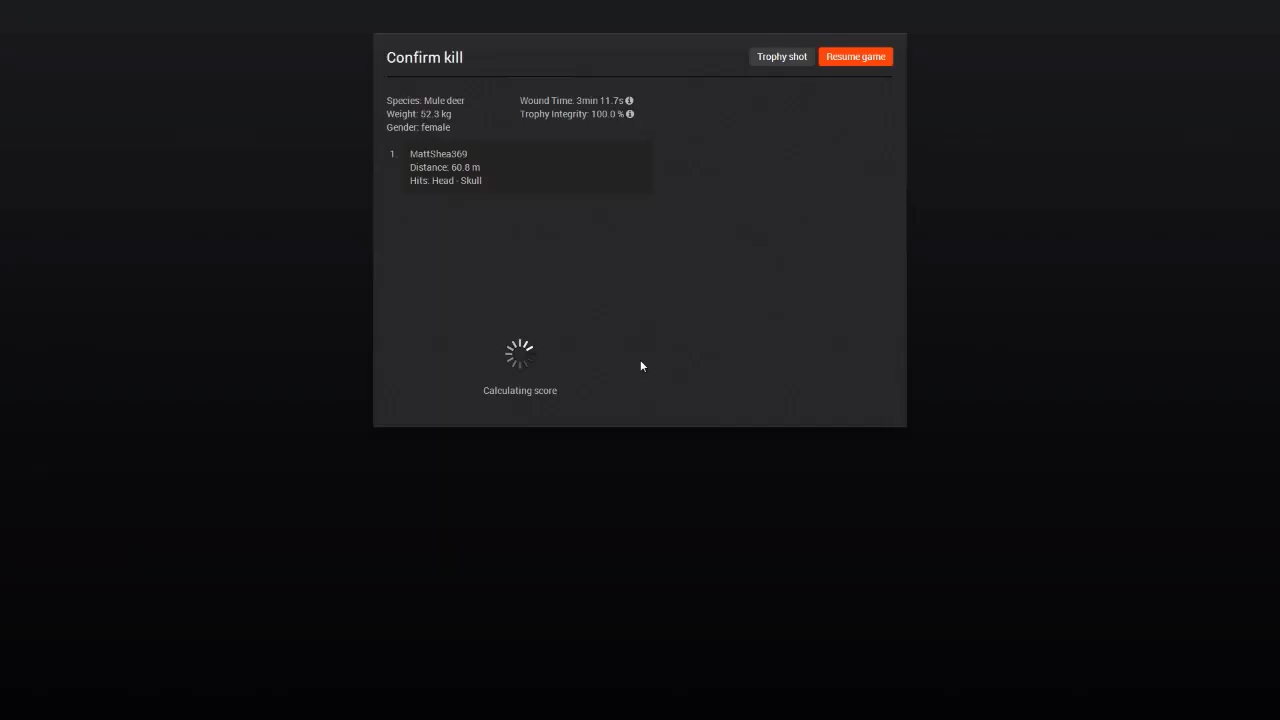 Confirm kill
Trophy shot
Resume game
Species: Mule deer
Weight: 52.3 kg
Gender: female
Wound Time: 3min 11.7s
Trophy Integrity: 100.0 %
1.
MattShea369
Distance: 60.8 m
Hits: Head - Skull
Calculating score